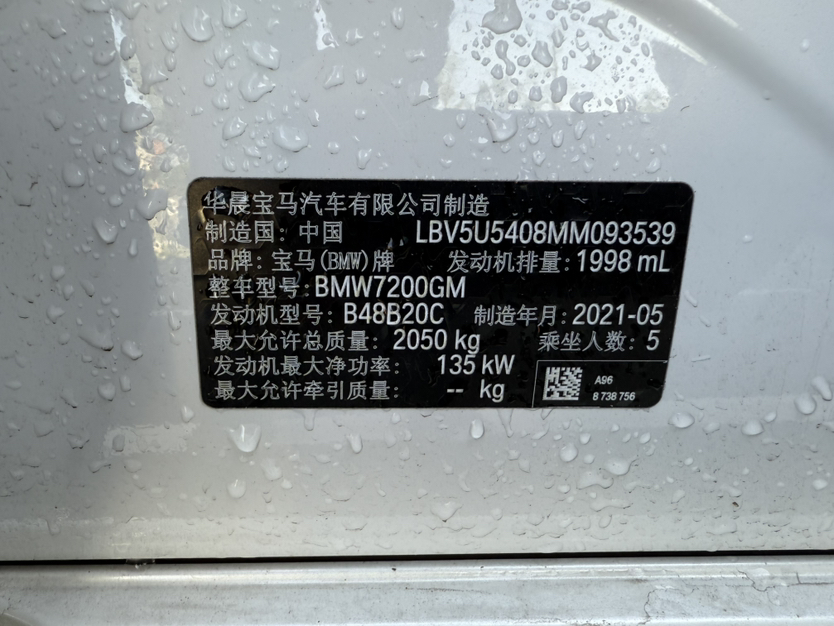 华晨宝马汽车有限公司制造
制造国: 中国 LBV5U5408MM093539
品牌: 宝马(BMW)牌 发动机排量: 1998 mL
整车型号: BMW7200GM
发动机型号: B48B20C 制造年月: 2021-05
最大允许总质量: 2050 kg 乘坐人数: 5
发动机最大净功率: 135 kW
最大允许牵引质量: -- kg
A96
8 738 756